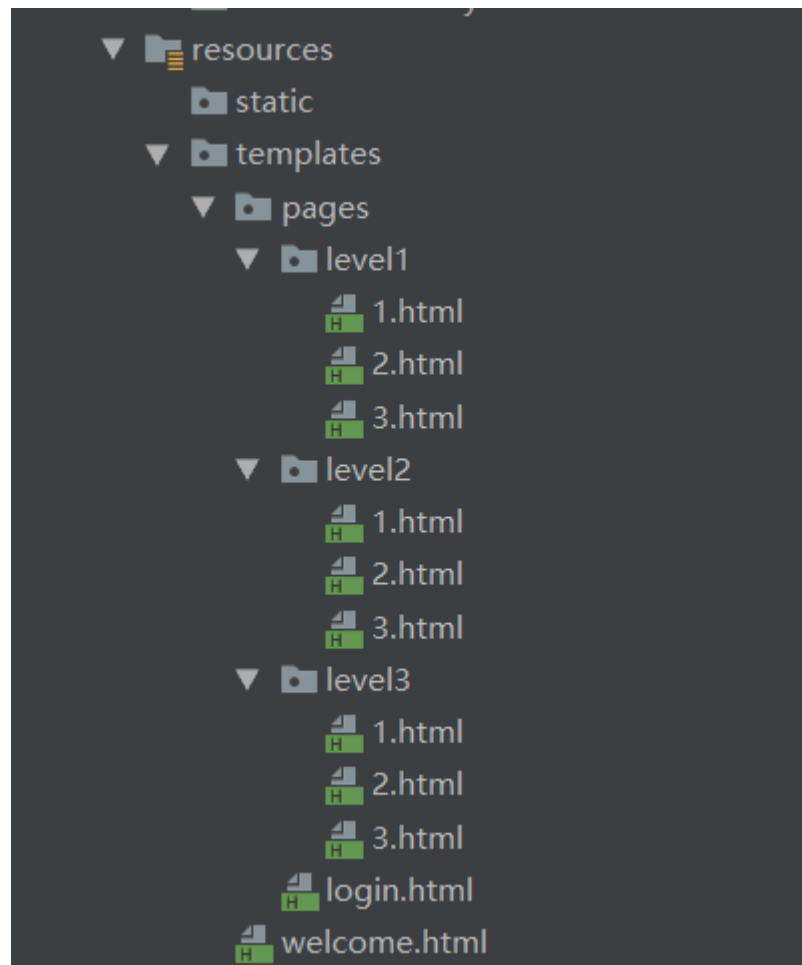 resources
static
templates
pages
level1
1.html
2.html
3.html
level2
1.html
2.html
3.html
level3
1.html
2.html
3.html
login.html
welcome.html